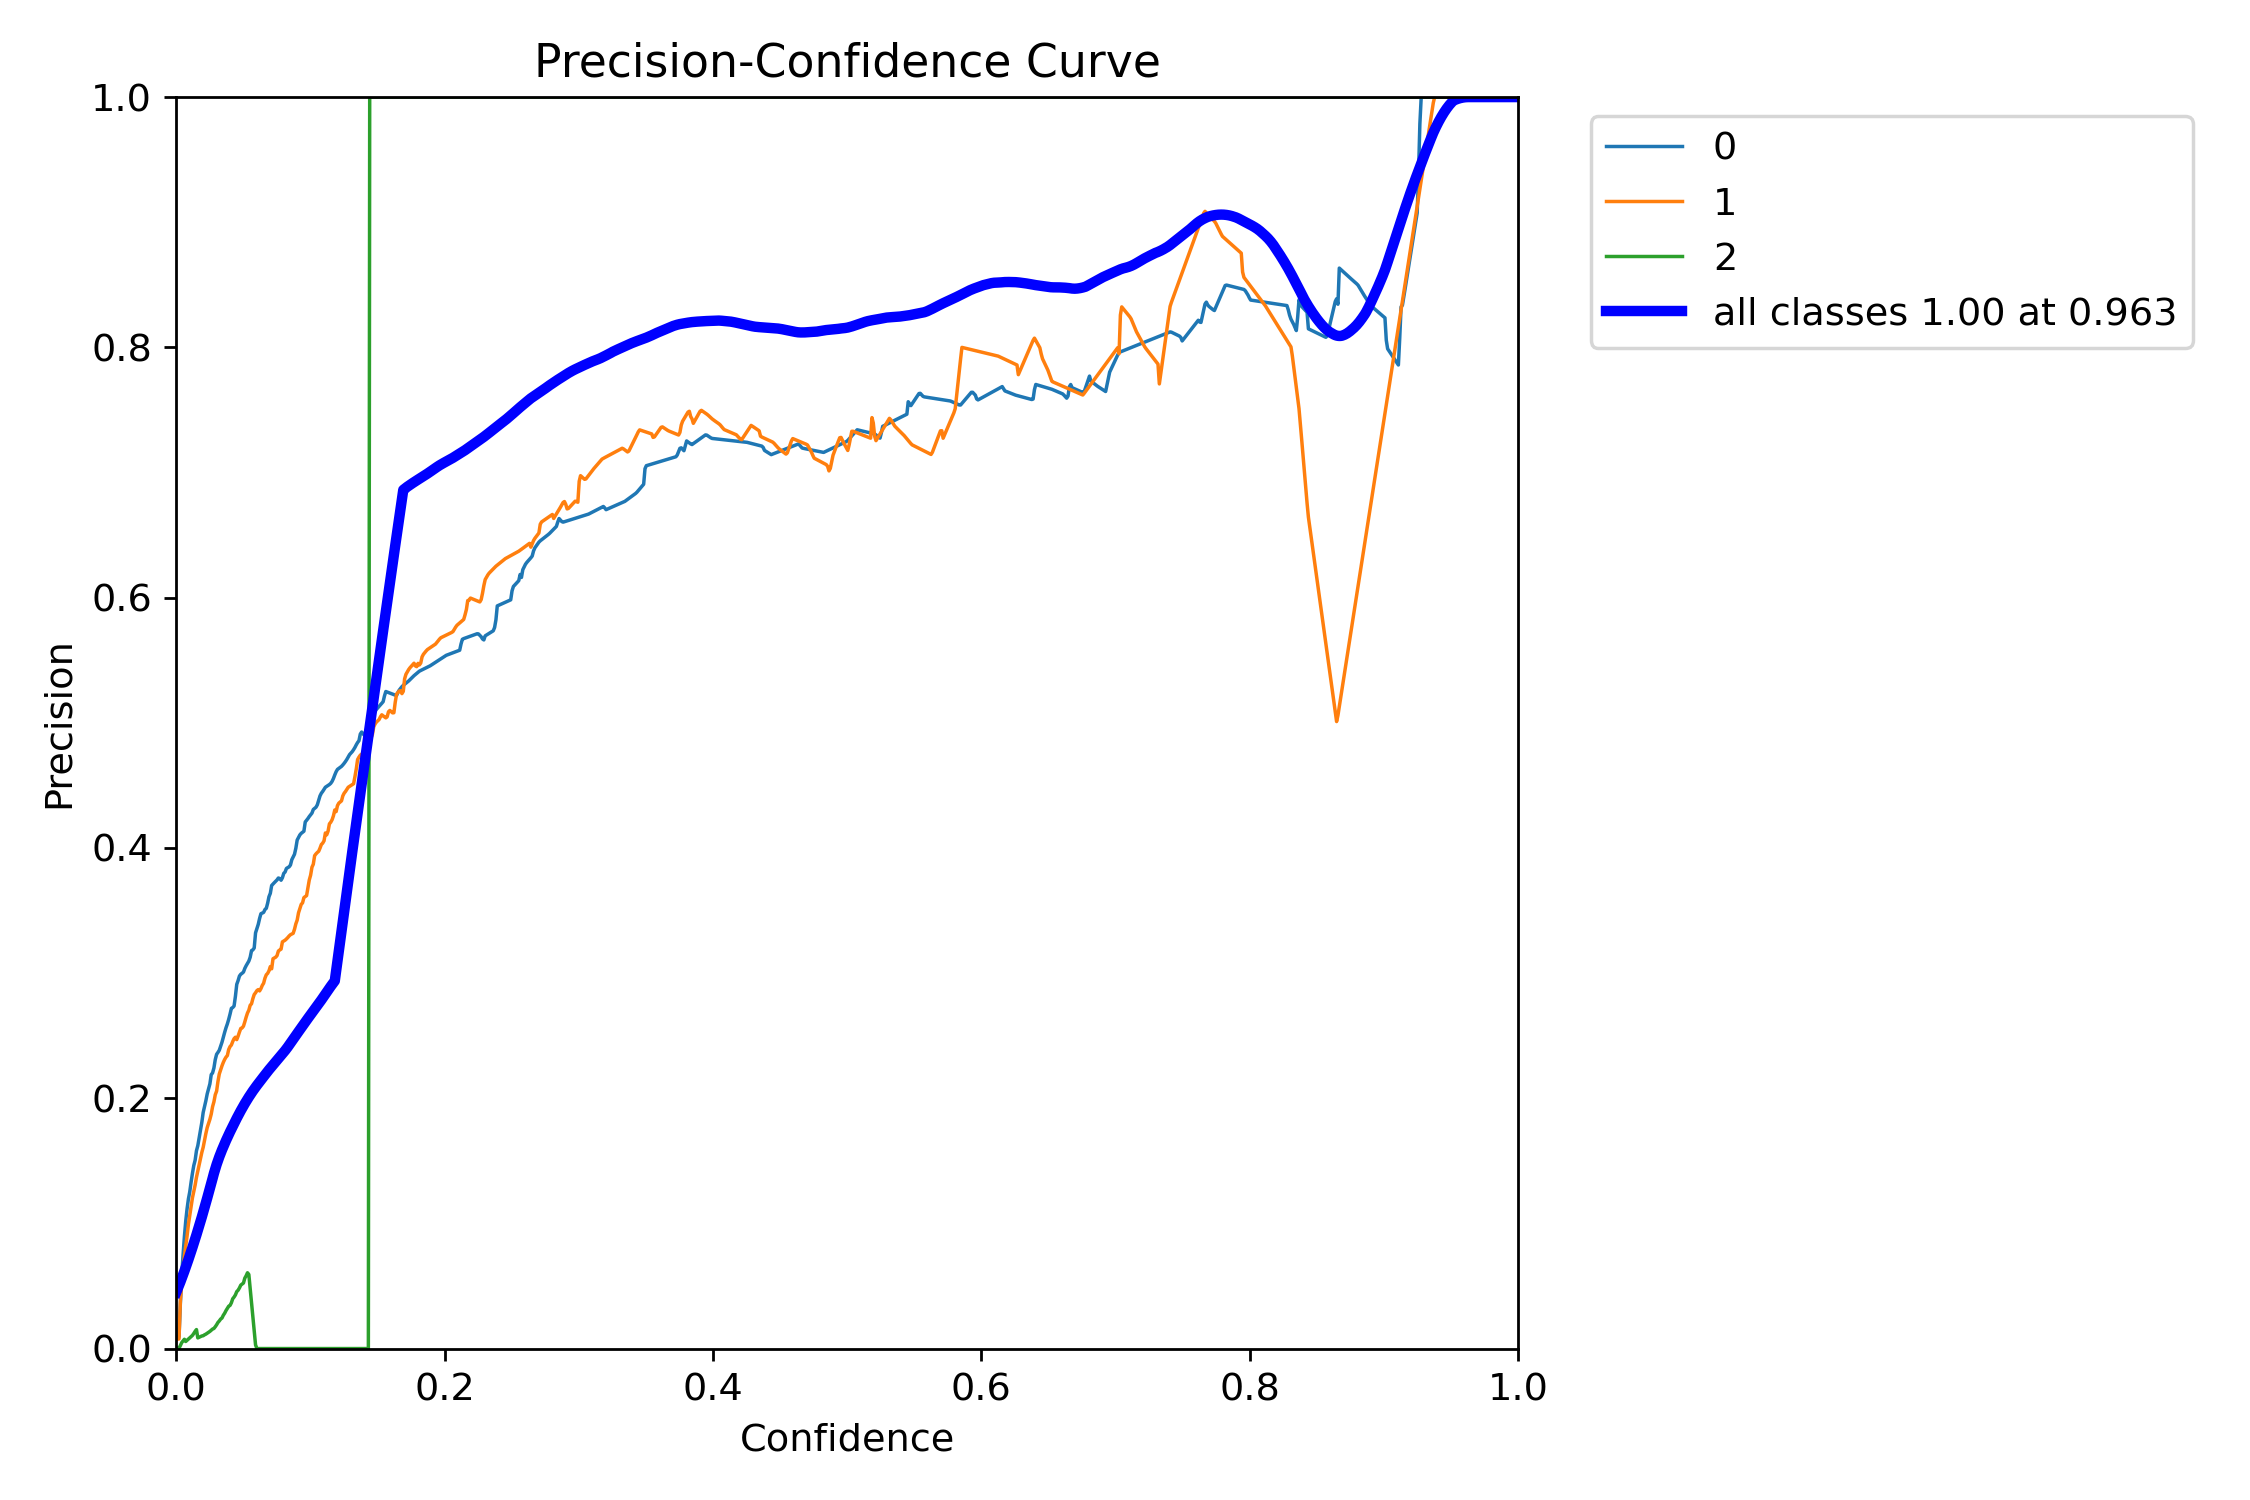 Precision-Confidence Curve
1.0
0.8
0.6
0.4
0.2
0.0
Precision
0.0 0.2 0.4 0.6 0.8 1.0
Confidence
0
1
2
all classes 1.00 at 0.963